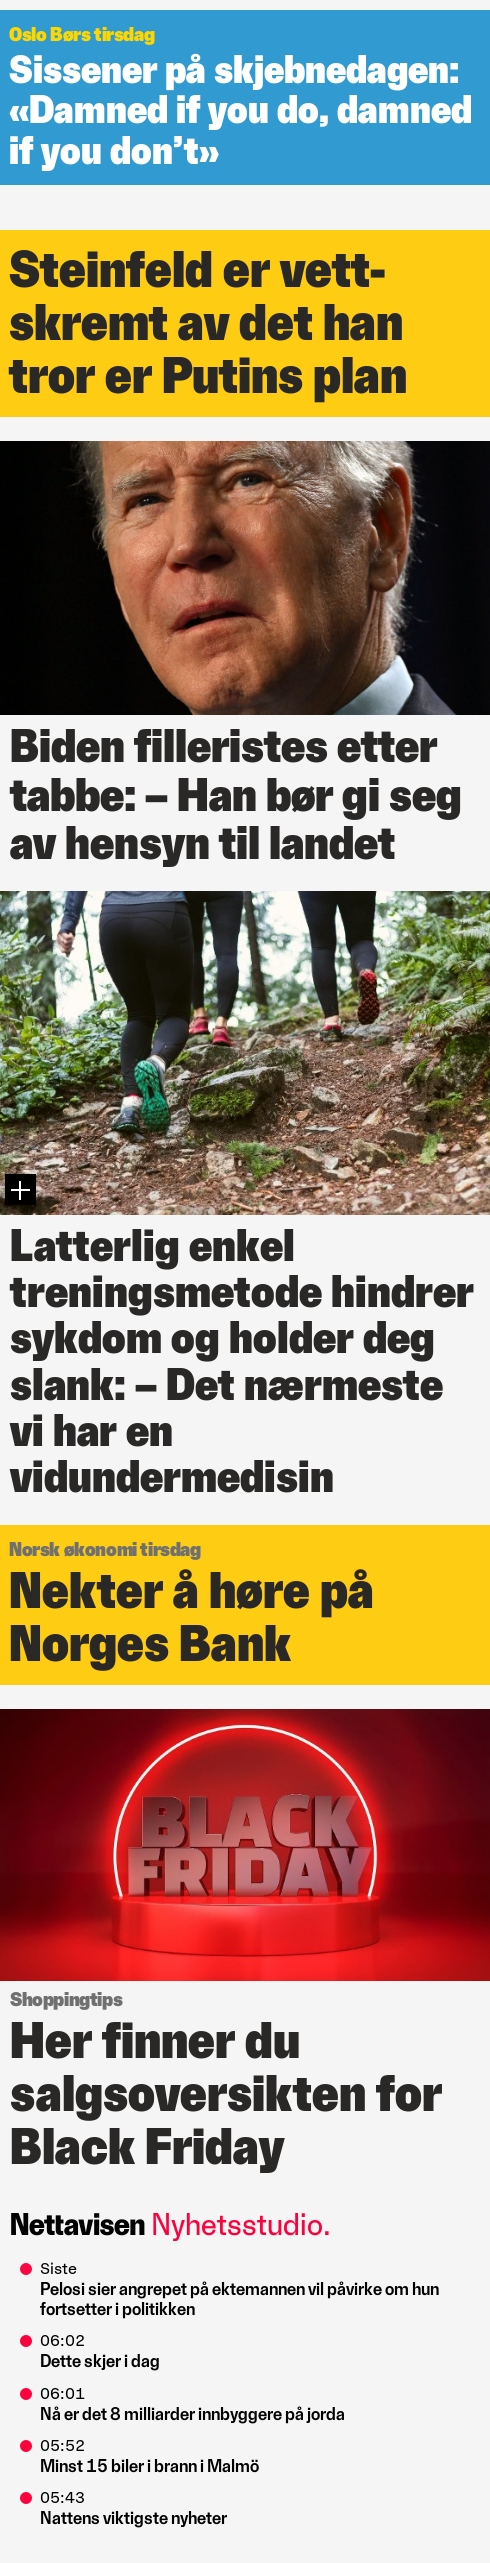 Oslo Børs tirsdag
Sissener på skjebnedagen:
«Damned if you do, damned
if you don't»
Steinfeld er vett-
skremt av det han
tror er Putins plan
Biden filleristes etter
tabbe: – Han bør gi seg
av hensyn til landet
Latterlig enkel
treningsmetode hindrer
sykdom og holder deg
slank: – Det nærmeste
vi har en
vidundermedisin
Norsk økonomi tirsdag
Nekter å høre på
Norges Bank
BLACK
FRIDAY
Shoppingtips
Her finner du
salgsoversikten for
Black Friday
Nettavisen Nyhetsstudio.
Siste
Pelosi sier angrepet på ektemannen vil påvirke om hun
fortsetter i politikken
06:02
Dette skjer i dag
06:01
Nå er det 8 milliarder innbyggere på jorda
05:52
Minst 15 biler i brann i Malmö
05:43
Nattens viktigste nyheter